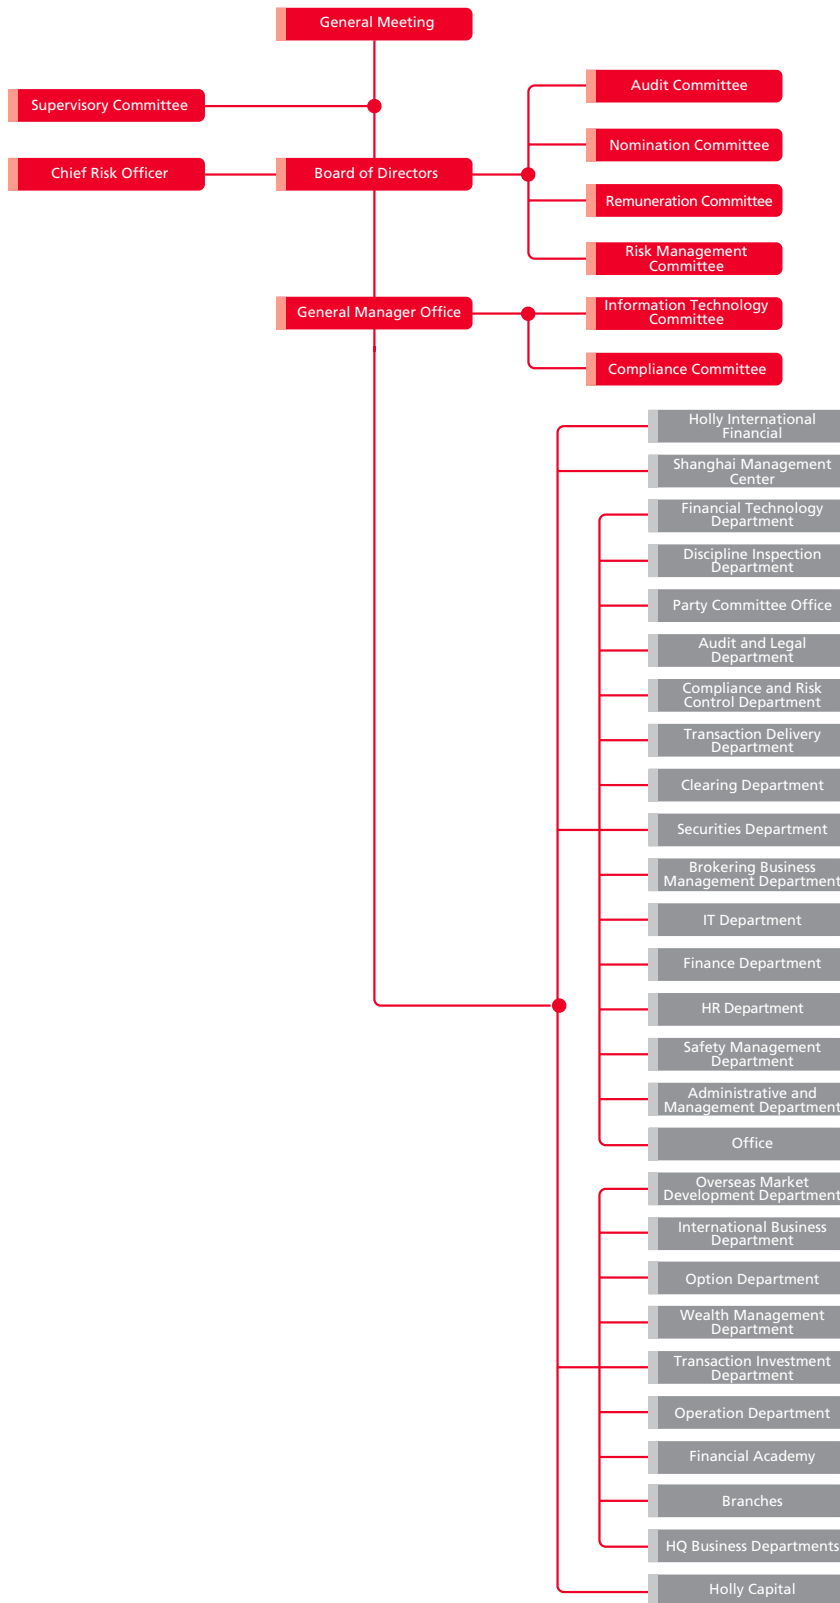 General Meeting
Supervisory Committee
Audit Committee
Nomination Committee
Chief Risk Officer
Board of Directors
Remuneration Committee
Risk Management
Committee
General Manager Office
Information Technology
Committee
Compliance Committee
Holly International
Financial
Shanghai Management
Center
Financial Technology
Department
Discipline Inspection
Department
Party Committee Office
Audit and Legal
Department
Compliance and Risk
Control Department
Transaction Delivery
Department
Clearing Department
Securities Department
Brokering Business
Management Department
IT Department
Finance Department
HR Department
Safety Management
Department
Administrative and
Management Department
Office
Overseas Market
Development Department
International Business
Department
Option Department
Wealth Management
Department
Transaction Investment
Department
Operation Department
Financial Academy
Branches
HQ Business Departments
Holly Capital